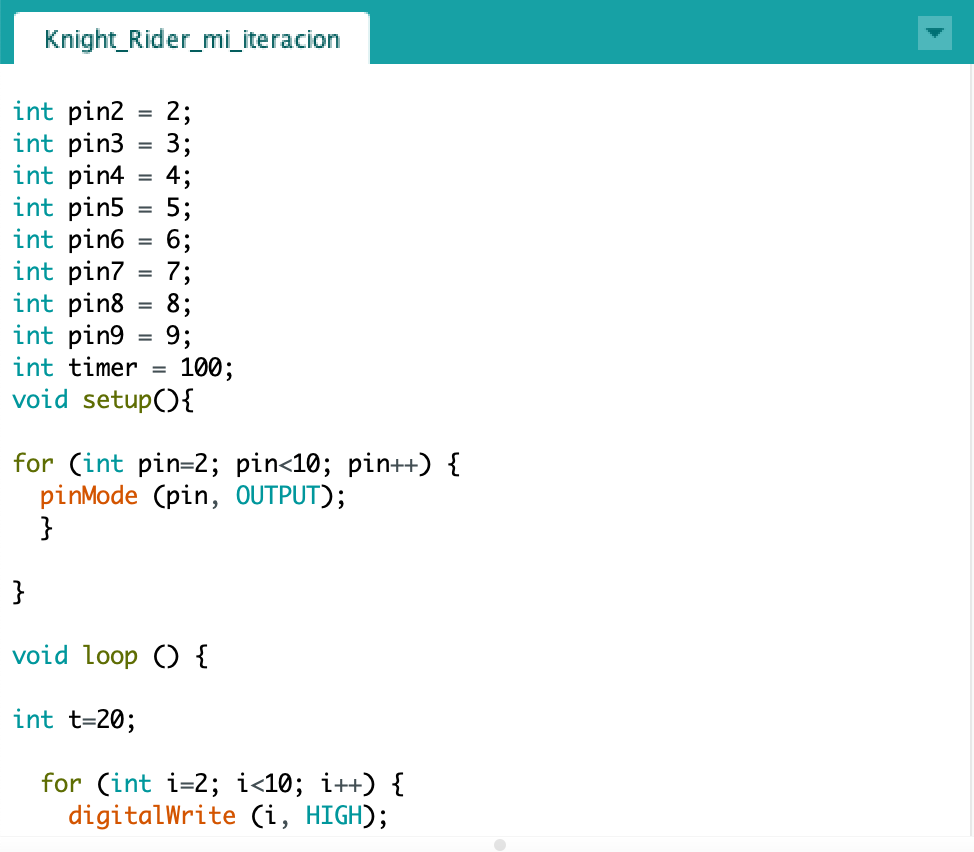 Knight_Rider_mi_iteracion
int pin2 = 2;
int pin3 = 3;
int pin4 = 4;
int pin5 = 5;
int pin6 = 6;
int pin7 = 7;
int pin8 = 8;
int pin9 = 9;
int timer = 100;
void setup(){
for (int pin=2; pin<10; pin++) {
pinMode (pin, OUTPUT);
}
}
void loop () {
int t=20;
for (int i=2; i<10; i++) {
digitalWrite (i, HIGH);